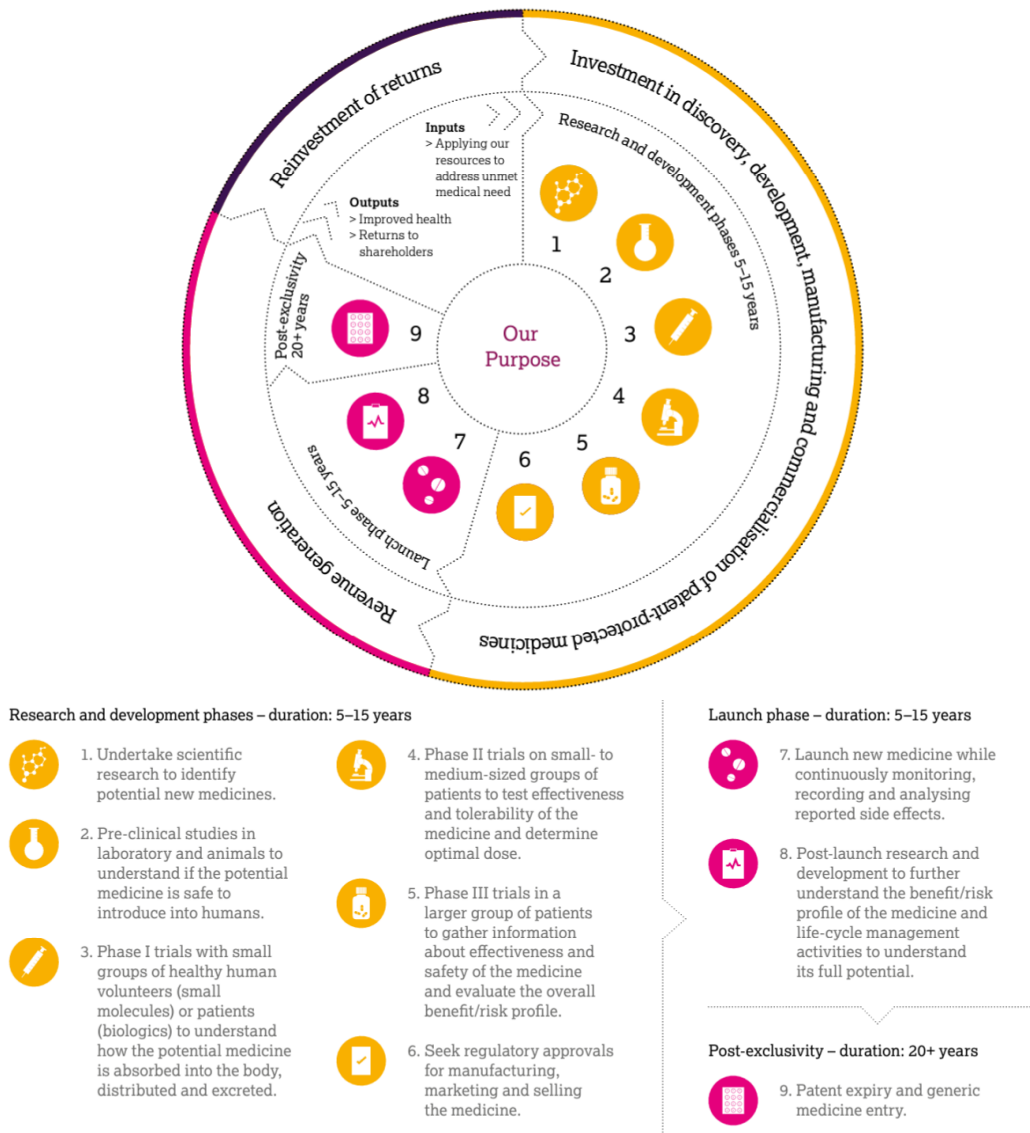 Reinvestment of returns
Investment in discovery, development, manufacturing and commercialisation of patent-protected medicines
Revenue generation
Inputs
> Applying our
resources to
address unmet
medical need
Outputs
> Improved health
> Returns to
shareholders
Research and development phases 5–15 years
Launch phase 5–15 years
Post-exclusivity
20+ years
Our
Purpose
1
2
3
4
5
6
7
8
9
Research and development phases – duration: 5–15 years
1. Undertake scientific
research to identify
potential new medicines.
2. Pre-clinical studies in
laboratory and animals to
understand if the potential
medicine is safe to
introduce into humans.
3. Phase I trials with small
groups of healthy human
volunteers (small
molecules) or patients
(biologics) to understand
how the potential medicine
is absorbed into the body,
distributed and excreted.
4. Phase II trials on small- to
medium-sized groups of
patients to test effectiveness
and tolerability of the
medicine and determine
optimal dose.
5. Phase III trials in a
larger group of patients
to gather information
about effectiveness and
safety of the medicine
and evaluate the overall
benefit/risk profile.
6. Seek regulatory approvals
for manufacturing,
marketing and selling
the medicine.
Launch phase – duration: 5–15 years
7. Launch new medicine while
continuously monitoring,
recording and analysing
reported side effects.
8. Post-launch research and
development to further
understand the benefit/risk
profile of the medicine and
life-cycle management
activities to understand
its full potential.
Post-exclusivity – duration: 20+ years
9. Patent expiry and generic
medicine entry.